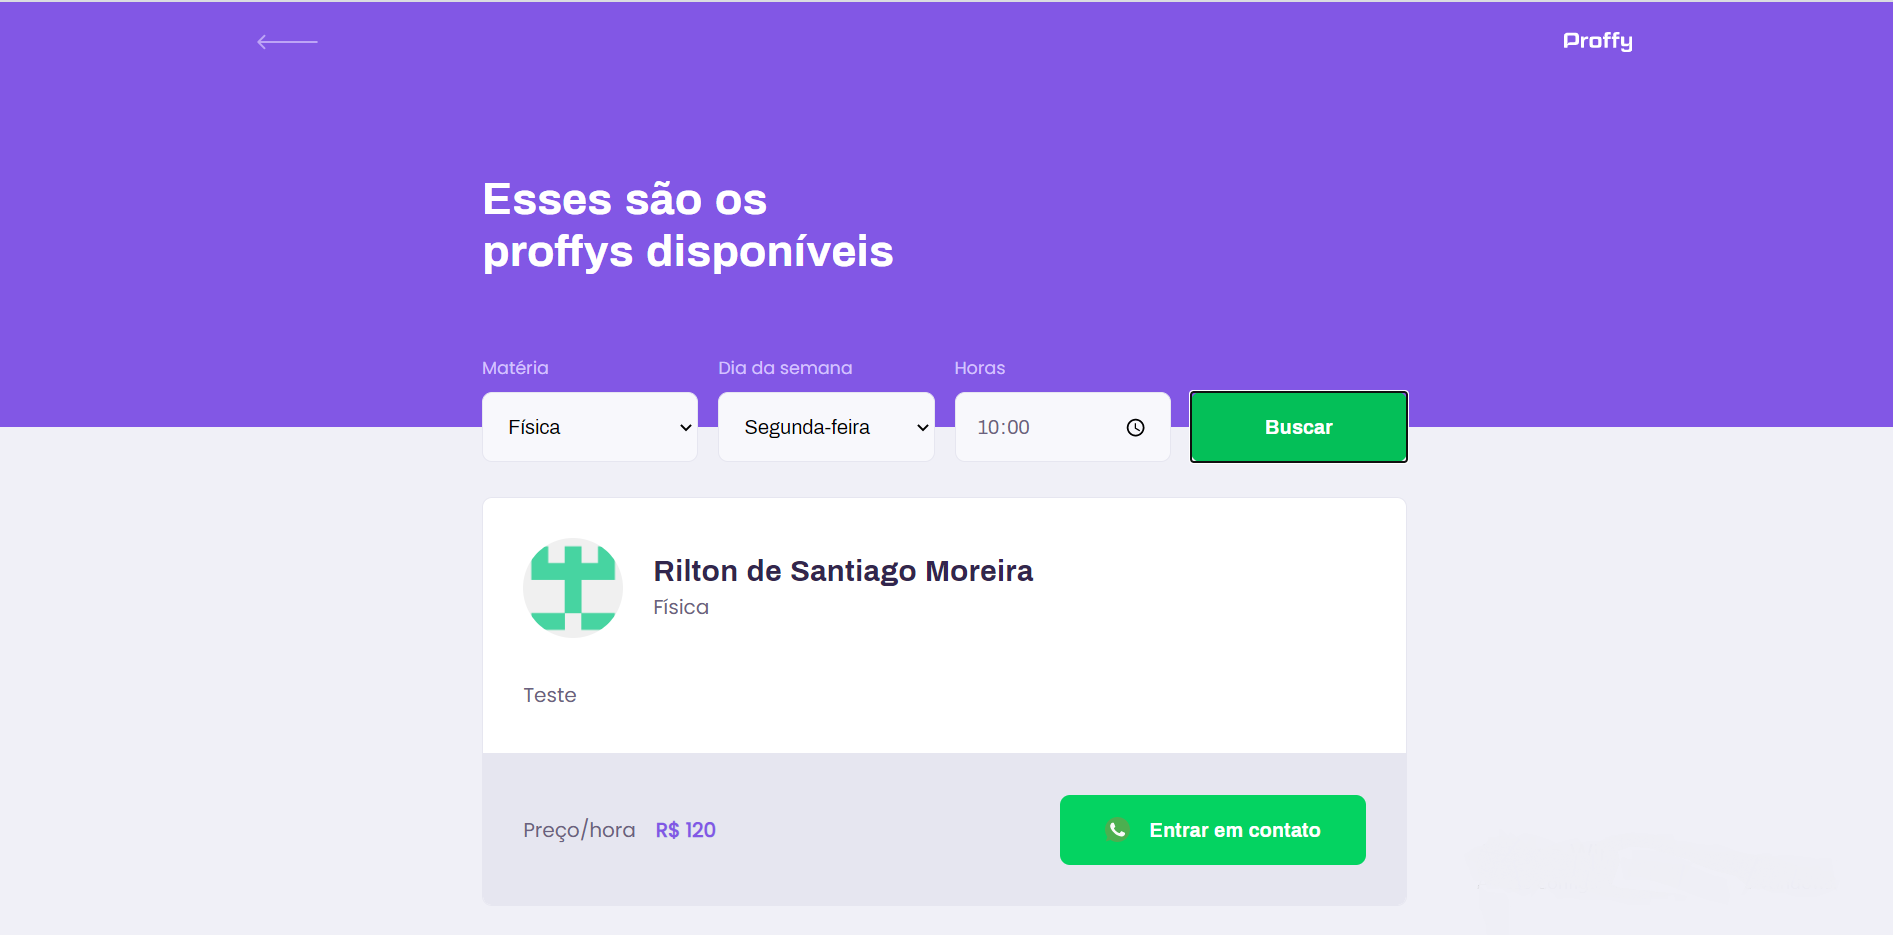 Proffy
Esses são os
proffys disponíveis
Matéria
Dia da semana
Horas
Física
Segunda-feira
10:00
Buscar
Rilton de Santiago Moreira
Física
Teste
Preço/hora R$ 120
Entrar em contato